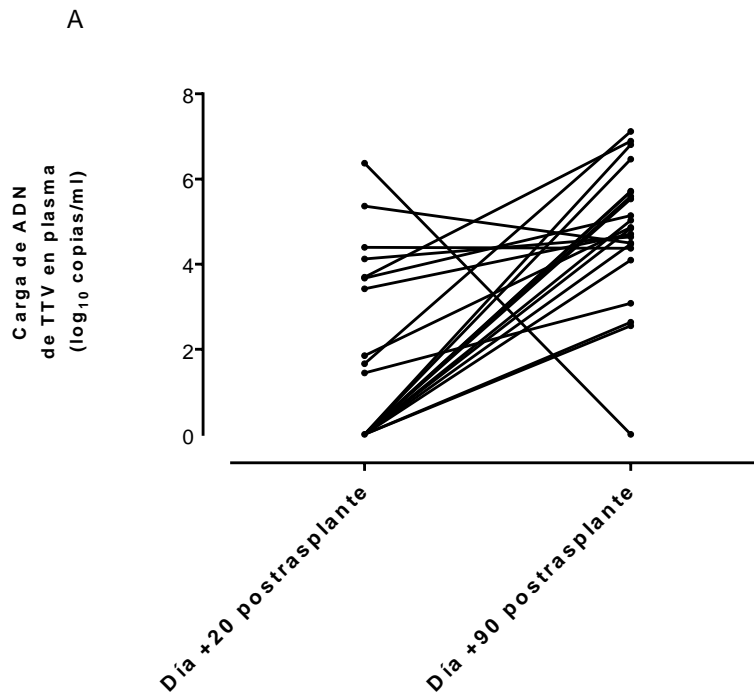 A
Carga de ADN
de TTV en plasma
(log₁₀ copias/ml)
8
6
4
2
0
Día +20 postrasplante
Día +90 postrasplante